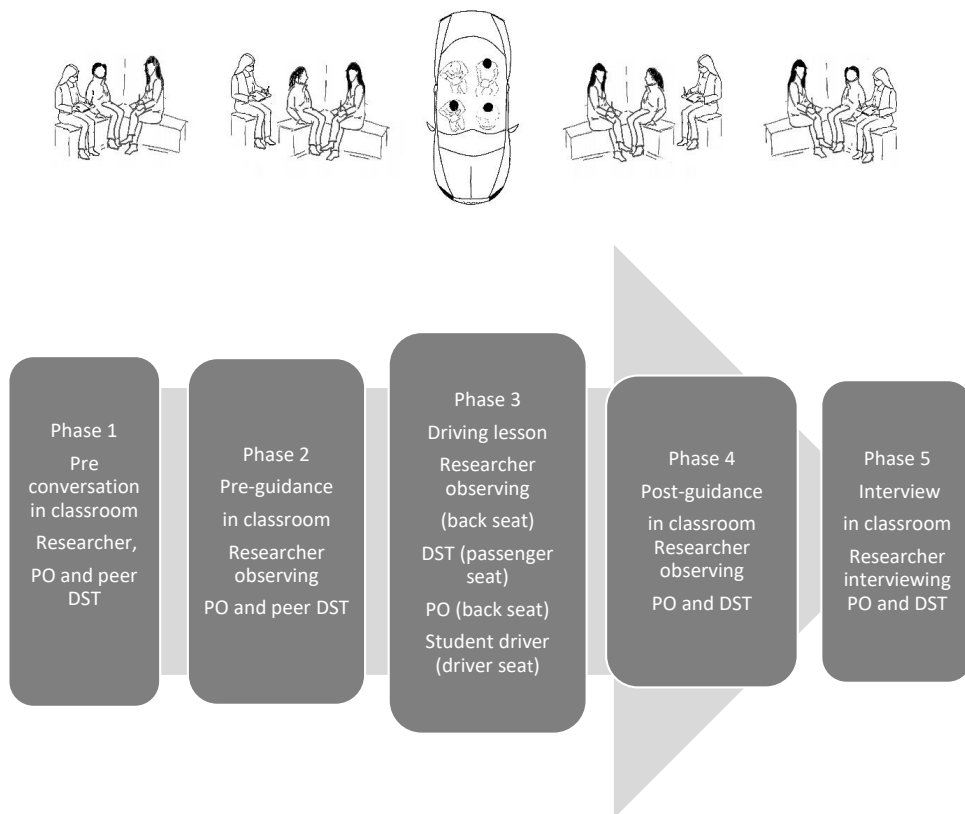 Phase 1
Pre
conversation
in classroom
Researcher,
PO and peer
DST
Phase 2
Pre-guidance
in classroom
Researcher
observing
PO and peer DST
Phase 3
Driving lesson
Researcher
observing
(back seat)
DST (passenger
seat)
PO (back seat)
Student driver
(driver seat)
Phase 4
Post-guidance
in classroom
Researcher
observing
PO and DST
Phase 5
Interview
in classroom
Researcher
interviewing
PO and DST